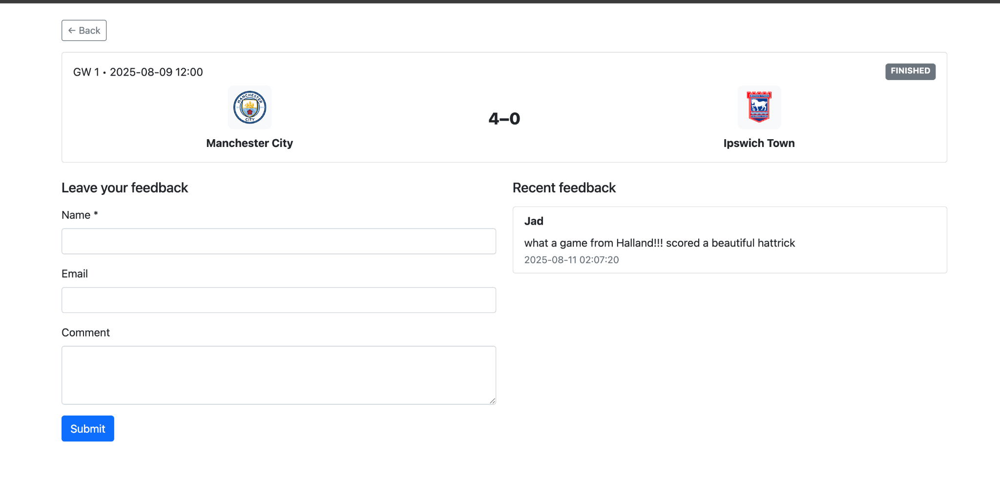 ← Back
GW 1 • 2025-08-09 12:00
FINISHED
MANCHESTER
CITY
4–0
IPSWICH TOWN
Manchester City
Ipswich Town
Leave your feedback
Recent feedback
Name *
Jad
what a game from Halland!!! scored a beautiful hattrick
2025-08-11 02:07:20
Email
Comment
Submit